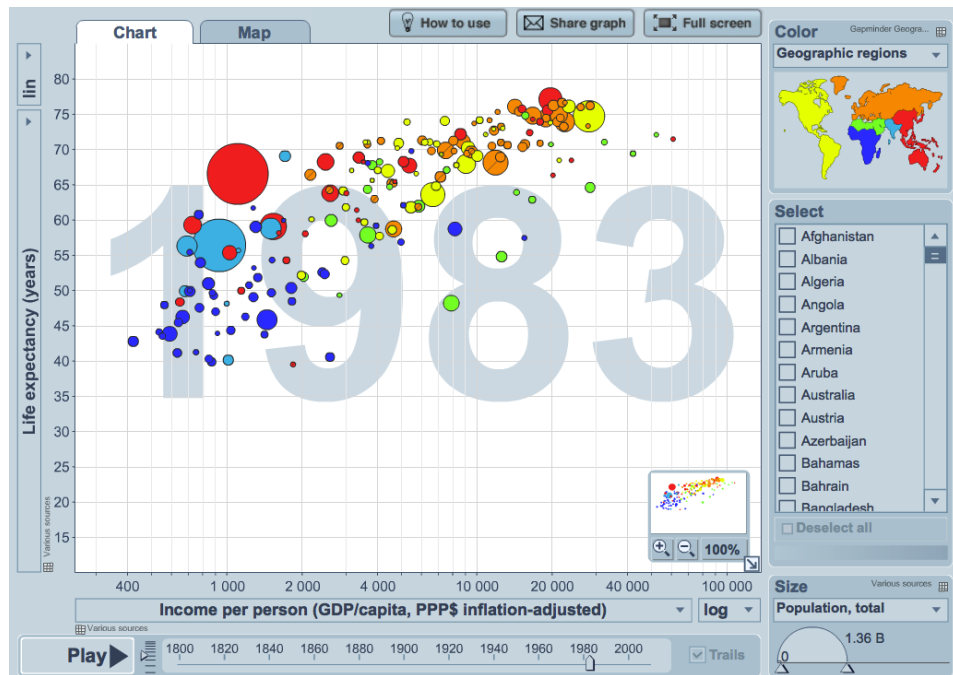 Chart
Map
How to use
Share graph
Full screen
Color
Gapminder Geogra...
Geographic regions
lin
Life expectancy (years)
Various sources
80
75
70
65
60
55
50
45
40
35
30
25
20
15
1983
400
1 000
2 000
4 000
10 000
20 000
40 000
100 000
100%
Income per person (GDP/capita, PPP$ inflation-adjusted)
log
Various sources
Play
1800
1820
1840
1860
1880
1900
1920
1940
1960
1980
2000
Trails
Select
Afghanistan
Albania
Algeria
Angola
Argentina
Armenia
Aruba
Australia
Austria
Azerbaijan
Bahamas
Bahrain
Bangladesh
Deselect all
Size
Various sources
Population, total
1.36 B
0